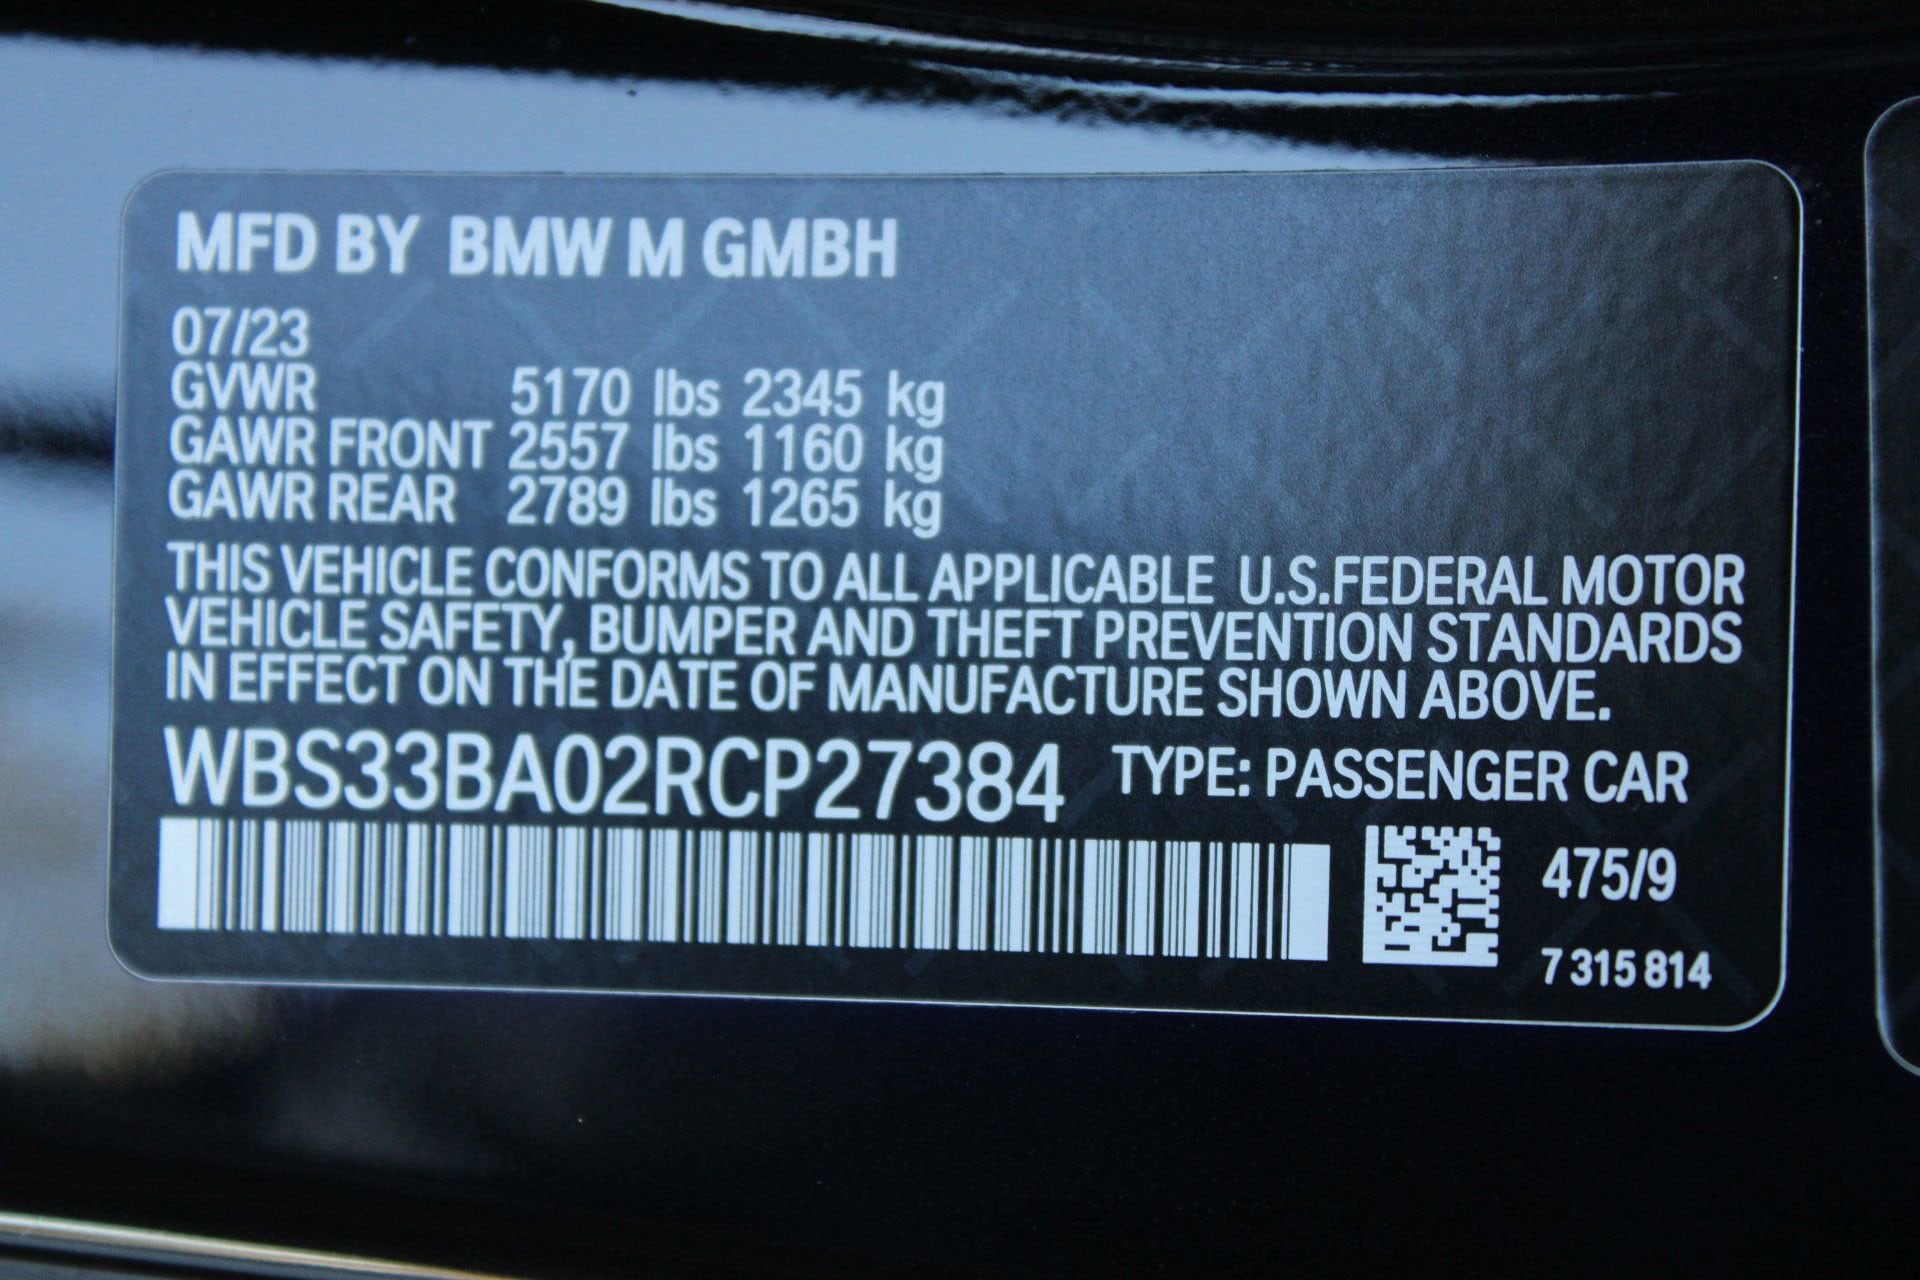 MFD BY BMW M GMBH
07/23
GVWR 5170 lbs 2345 kg
GAWR FRONT 2557 lbs 1160 kg
GAWR REAR 2789 lbs 1265 kg
THIS VEHICLE CONFORMS TO ALL APPLICABLE U.S.FEDERAL MOTOR
VEHICLE SAFETY, BUMPER AND THEFT PREVENTION STANDARDS
IN EFFECT ON THE DATE OF MANUFACTURE SHOWN ABOVE.
WBS33BA02RCP27384 TYPE: PASSENGER CAR
475/9
7 315 814